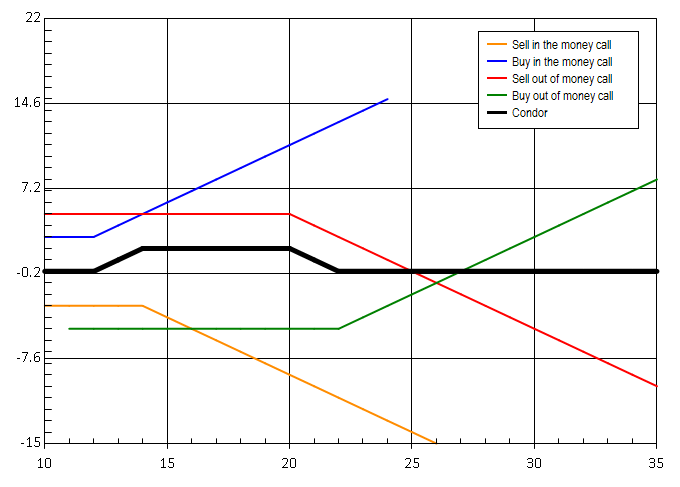 22
14.6
7.2
-0.2
-7.6
-15
10 15 20 25 30 35
Sell in the money call
Buy in the money call
Sell out of money call
Buy out of money call
Condor